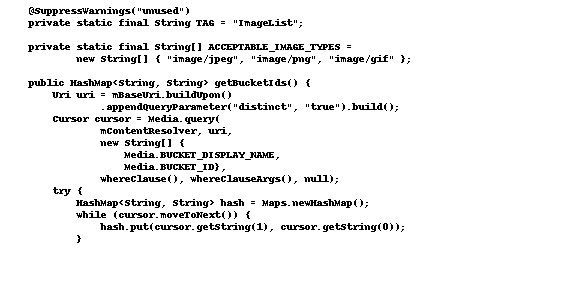 @SuppressWarnings("unused")
private static final String TAG = "ImageList";
private static final String[] ACCEPTABLE_IMAGE_TYPES =
new String[] { "image/jpeg", "image/png", "image/gif" };
public HashMap<String, String> getBucketIds() {
Uri uri = mBaseUri.buildUpon()
.appendQueryParameter("distinct", "true").build();
Cursor cursor = Media.query(
mContentResolver, uri,
new String[] {
Media.BUCKET_DISPLAY_NAME,
Media.BUCKET_ID},
whereClause(), whereClauseArgs(), null);
try {
HashMap<String, String> hash = Maps.newHashMap();
while (cursor.moveToNext()) {
hash.put(cursor.getString(1), cursor.getString(0));
}